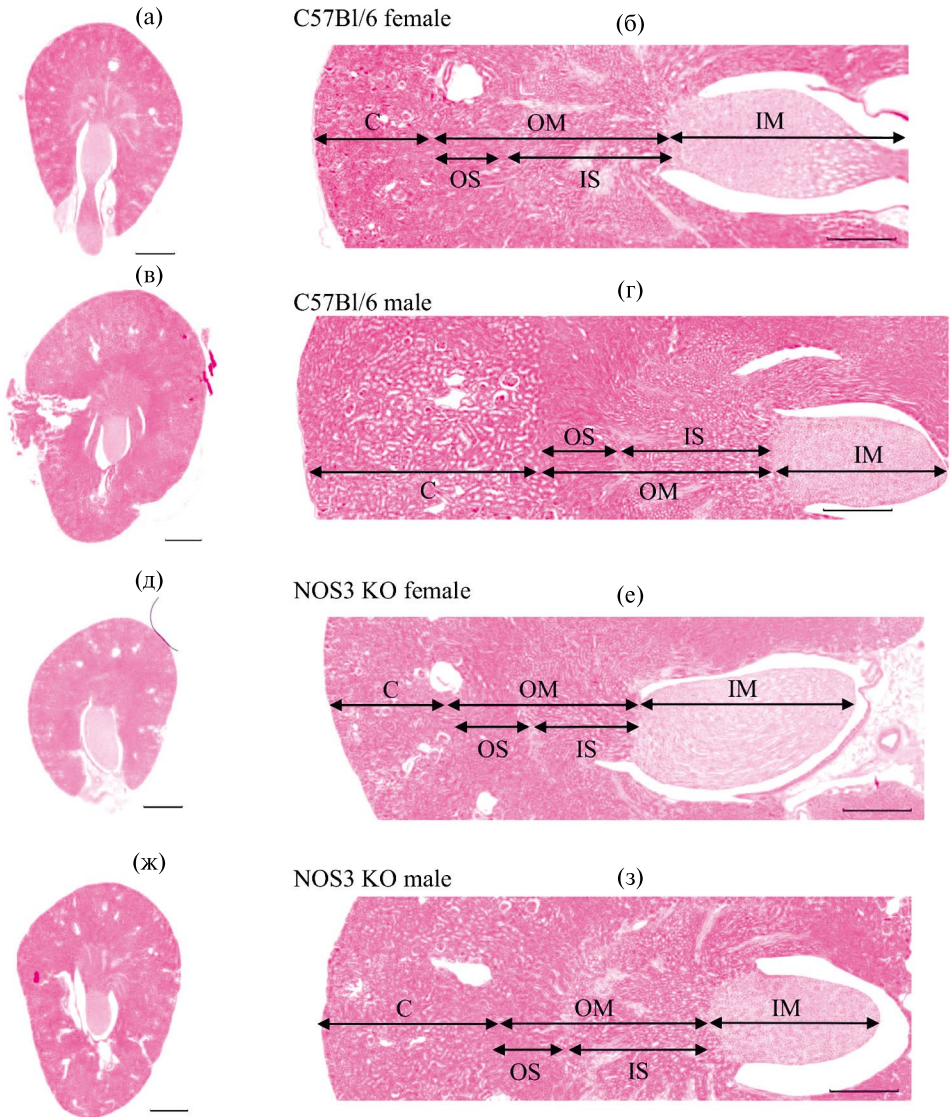 (а)
C57Bl/6 female
(б)
C
OM
IM
OS
IS
(в)
C57Bl/6 male
(г)
OS
IS
C
OM
IM
(д)
NOS3 KO female
(е)
C
OM
IM
OS
IS
(ж)
NOS3 KO male
(з)
C
OM
IM
OS
IS